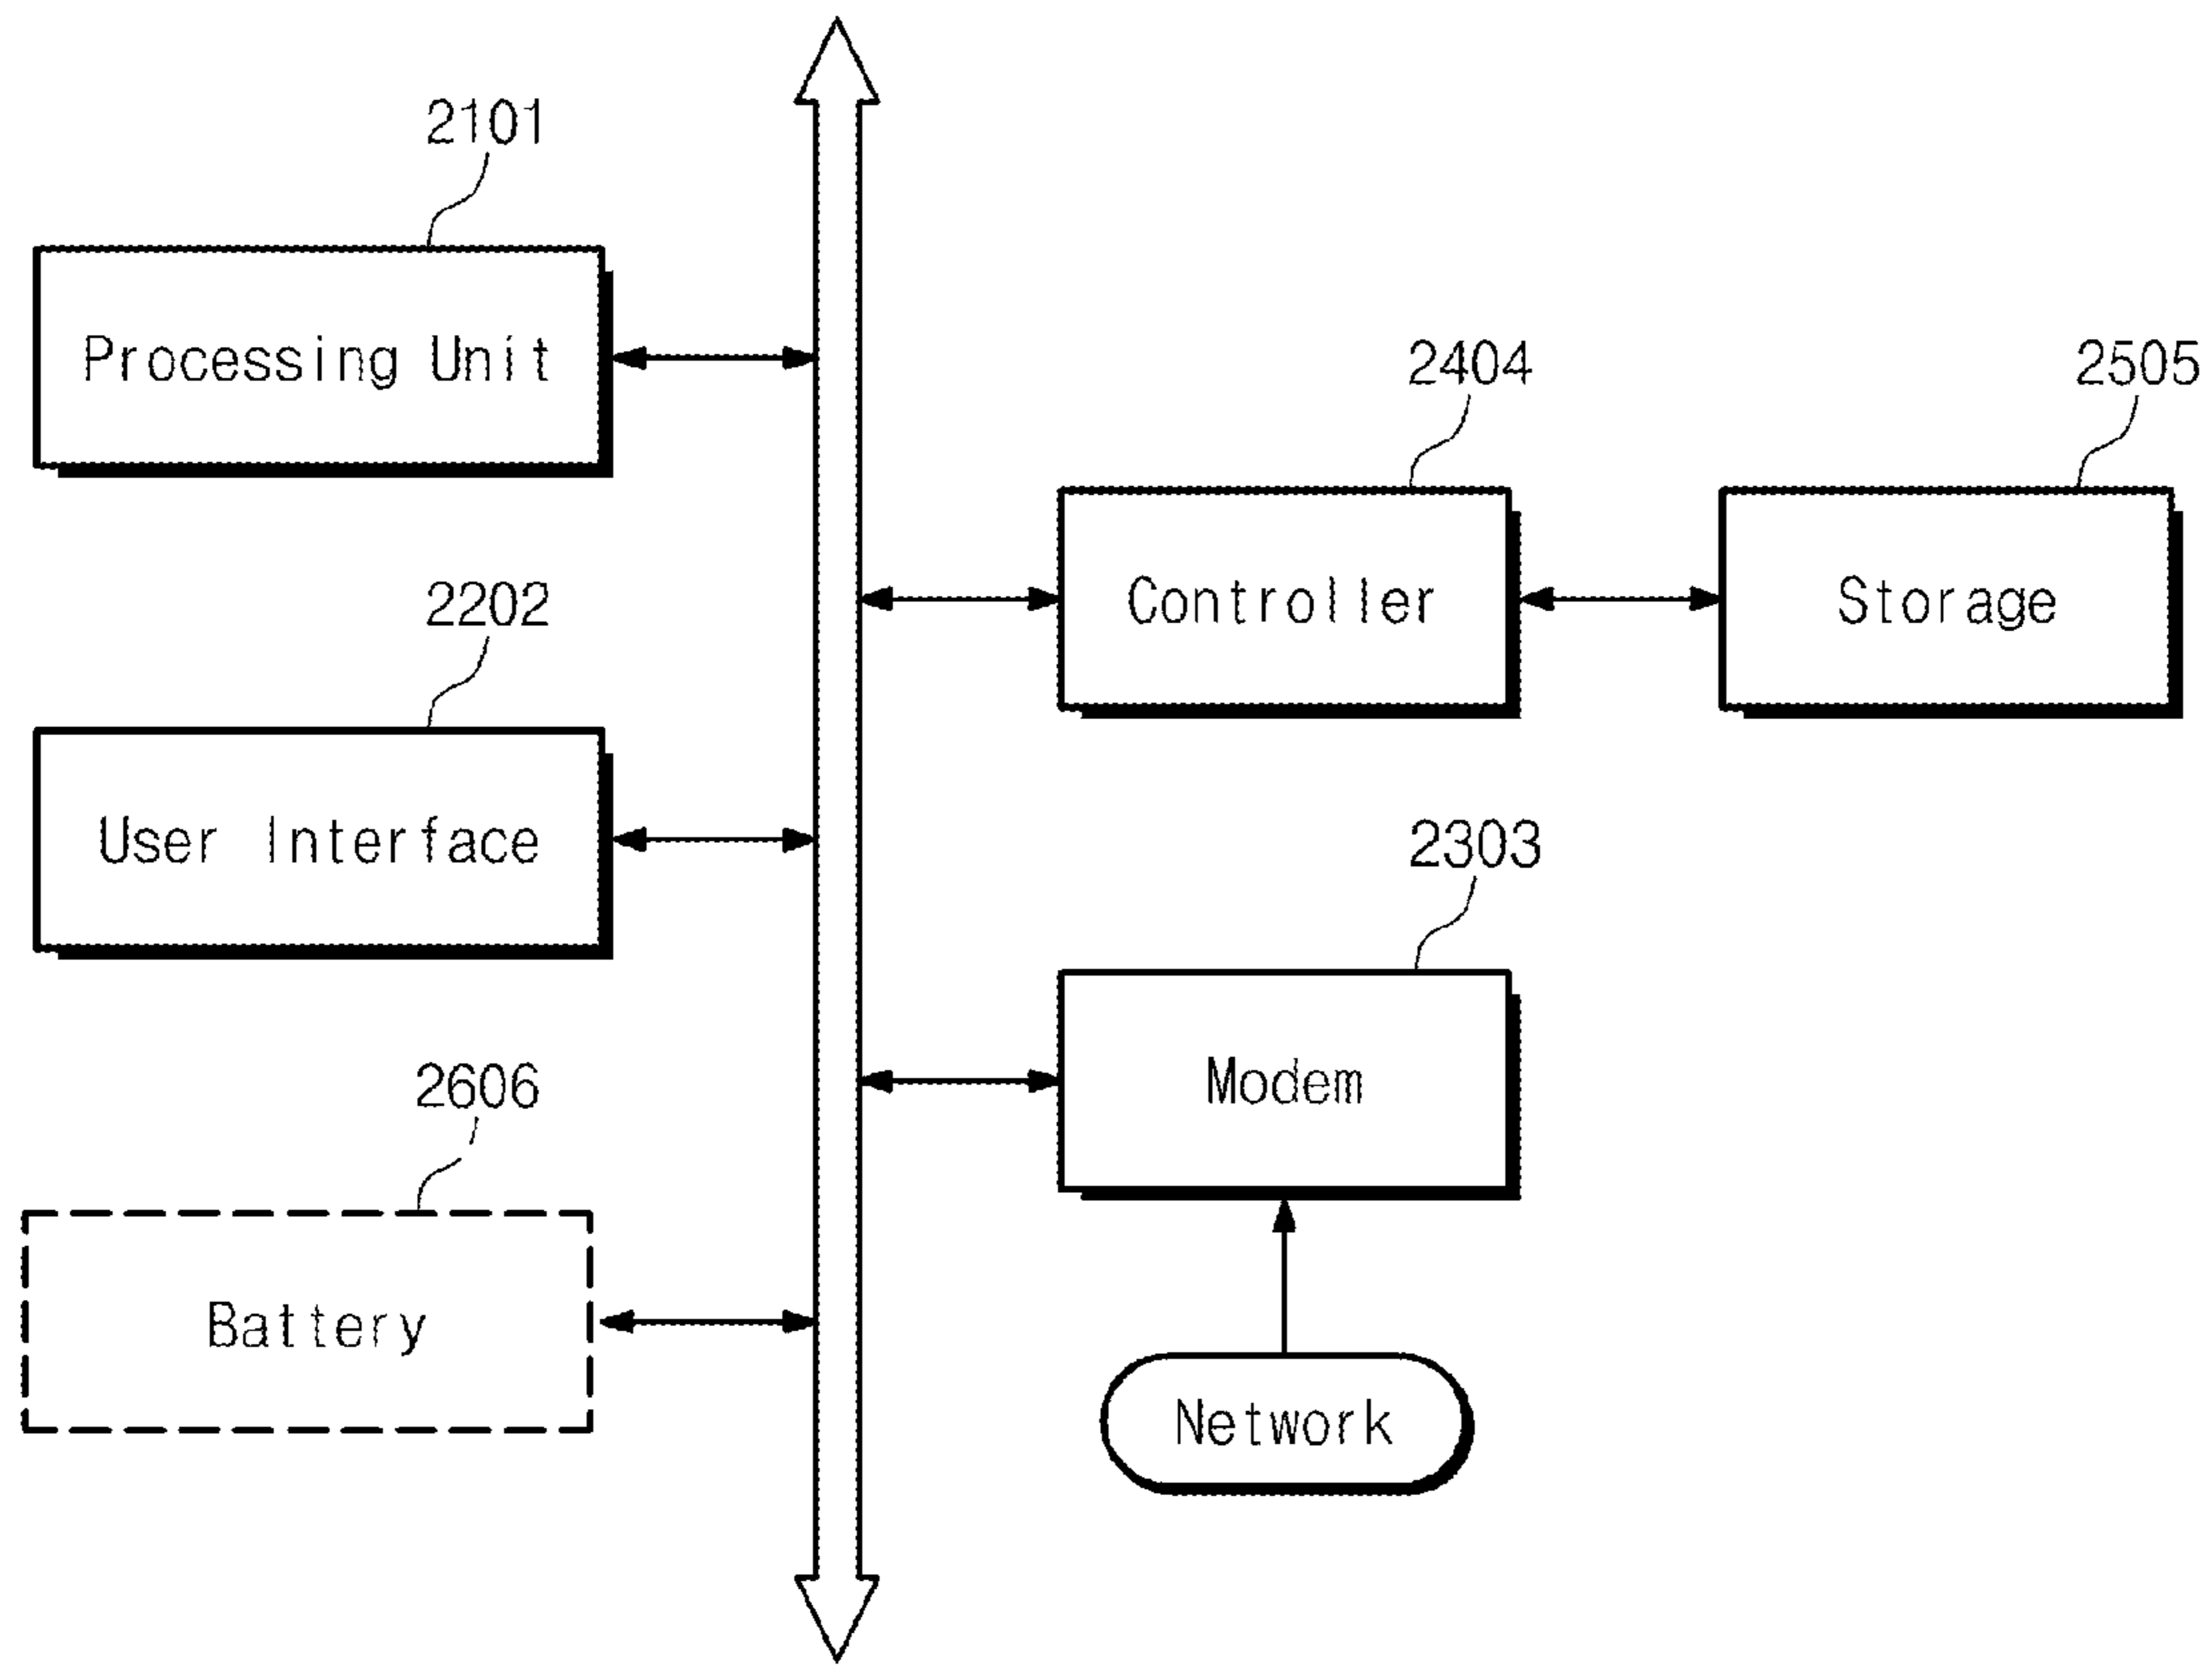 2101
Processing Unit
2404
2505
Controller
Storage
2202
User Interface
2303
Modem
2606
Battery
Network